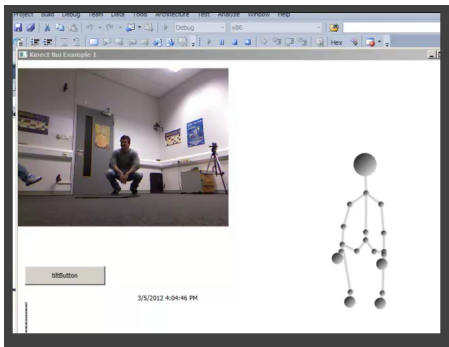 Project Build Debug Team Data Tools Architecture Test Analyze Window Help
Debug x86
Hex
Kinect Nui Example 1
tiltButton
3/5/2012 4:04:46 PM